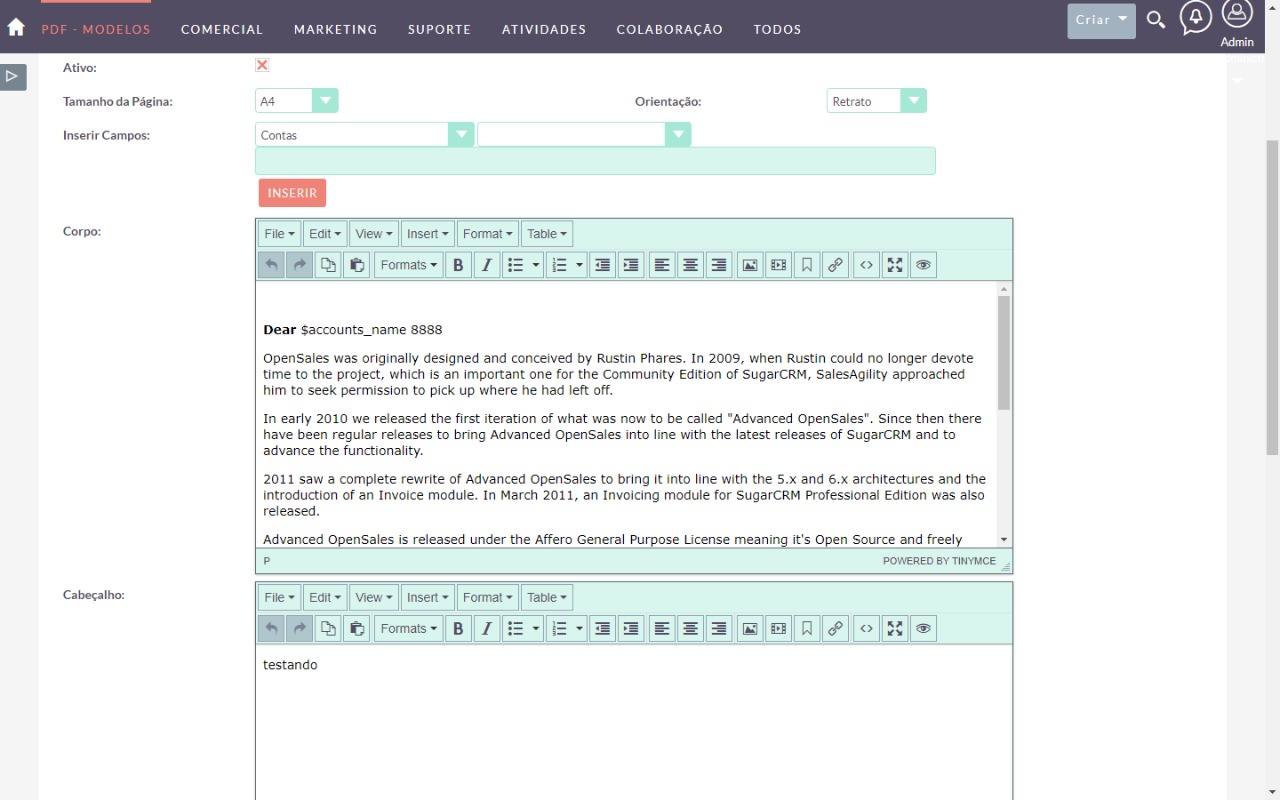 PDF - MODELOS COMERCIAL MARKETING SUPORTE ATIVIDADES COLABORAÇÃO TODOS Criar
Admin
Ativo:
Tamanho da Página: A4 Orientação: Retrato
Inserir Campos: Contas
INSERIR
Corpo:
File Edit View Insert Format Table
Formats B I
Dear $accounts_name 8888
OpenSales was originally designed and conceived by Rustin Phares. In 2009, when Rustin could no longer devote
time to the project, which is an important one for the Community Edition of SugarCRM, SalesAgility approached
him to seek permission to pick up where he had left off.
In early 2010 we released the first iteration of what was now to be called "Advanced OpenSales". Since then there
have been regular releases to bring Advanced OpenSales into line with the latest releases of SugarCRM and to
advance the functionality.
2011 saw a complete rewrite of Advanced OpenSales to bring it into line with the 5.x and 6.x architectures and the
introduction of an Invoice module. In March 2011, an Invoicing module for SugarCRM Professional Edition was also
released.
Advanced OpenSales is released under the Affero General Purpose License meaning it's Open Source and freely
P POWERED BY TINYMCE
Cabeçalho:
File Edit View Insert Format Table
Formats B I
testando